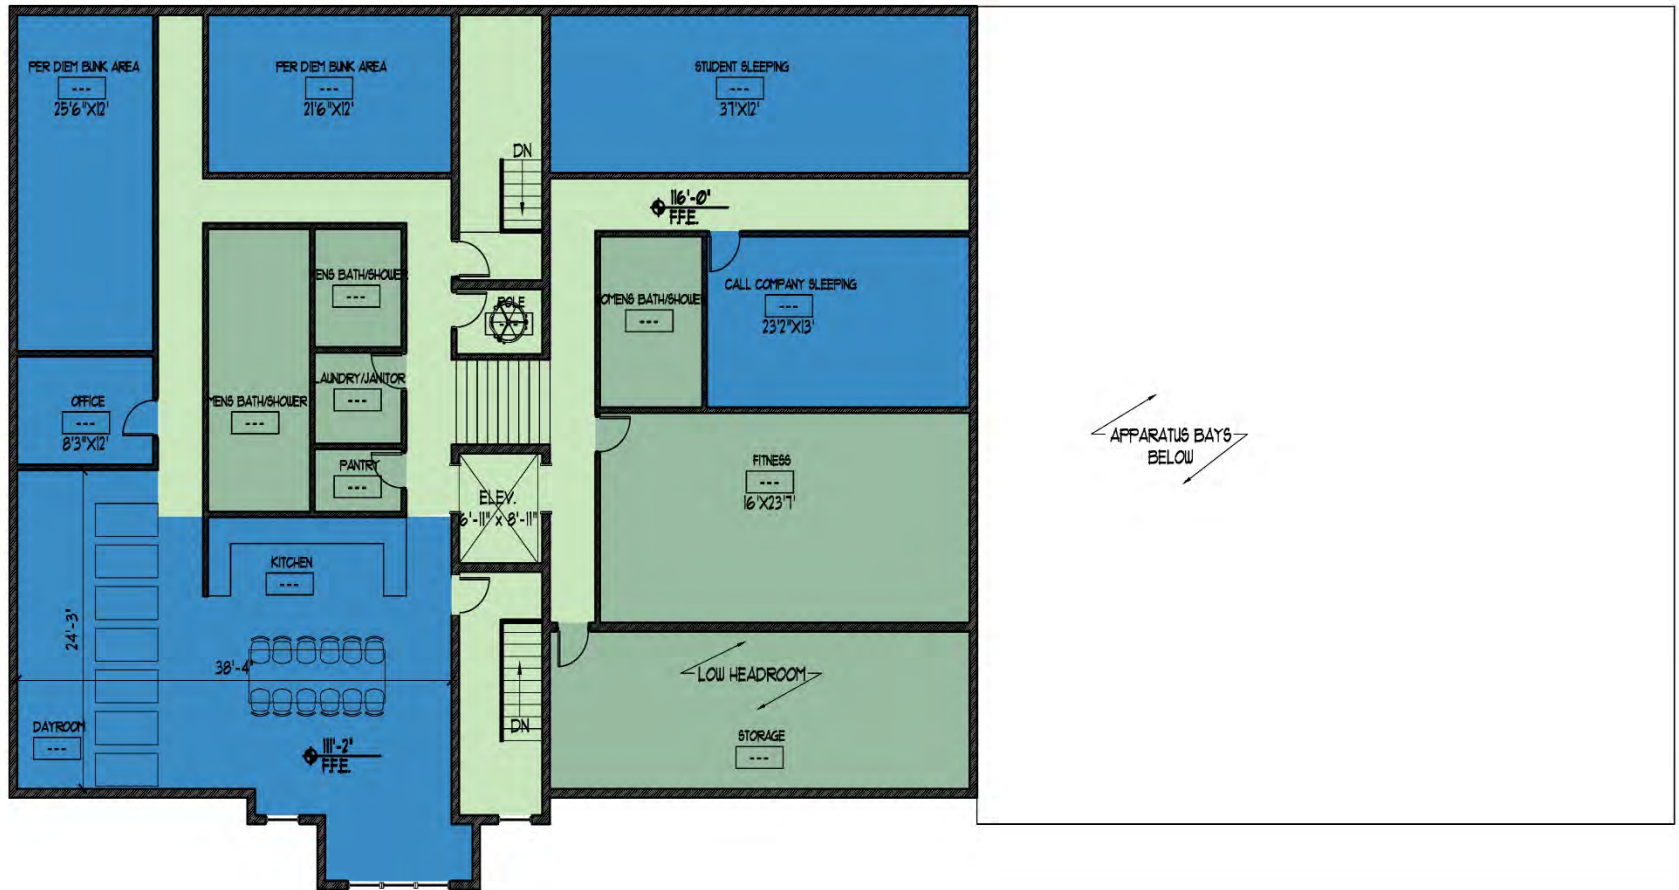 PER DIEM BUNK AREA
---
25'6"X12'
PER DIEM BUNK AREA
---
21'6"X12'
STUDENT SLEEPING
---
37'X12'
DN
116'-0"
F.F.E.
MENS BATH/SHOWER
---
POLE
---
OMENS BATH/SHOWER
---
CALL COMPANY SLEEPING
---
23'2"X13'
OFFICE
---
8'3"X12'
MENS BATH/SHOWER
---
LAUNDRY/JANITOR
---
PANTRY
---
ELEV.
6'-11" x 8'-11"
FITNESS
---
16'X23'7"
APPARATUS BAYS
BELOW
KITCHEN
---
24'-3"
38'-4"
DAYROOM
---
111'-2"
F.F.E.
DN
LOW HEADROOM
STORAGE
---